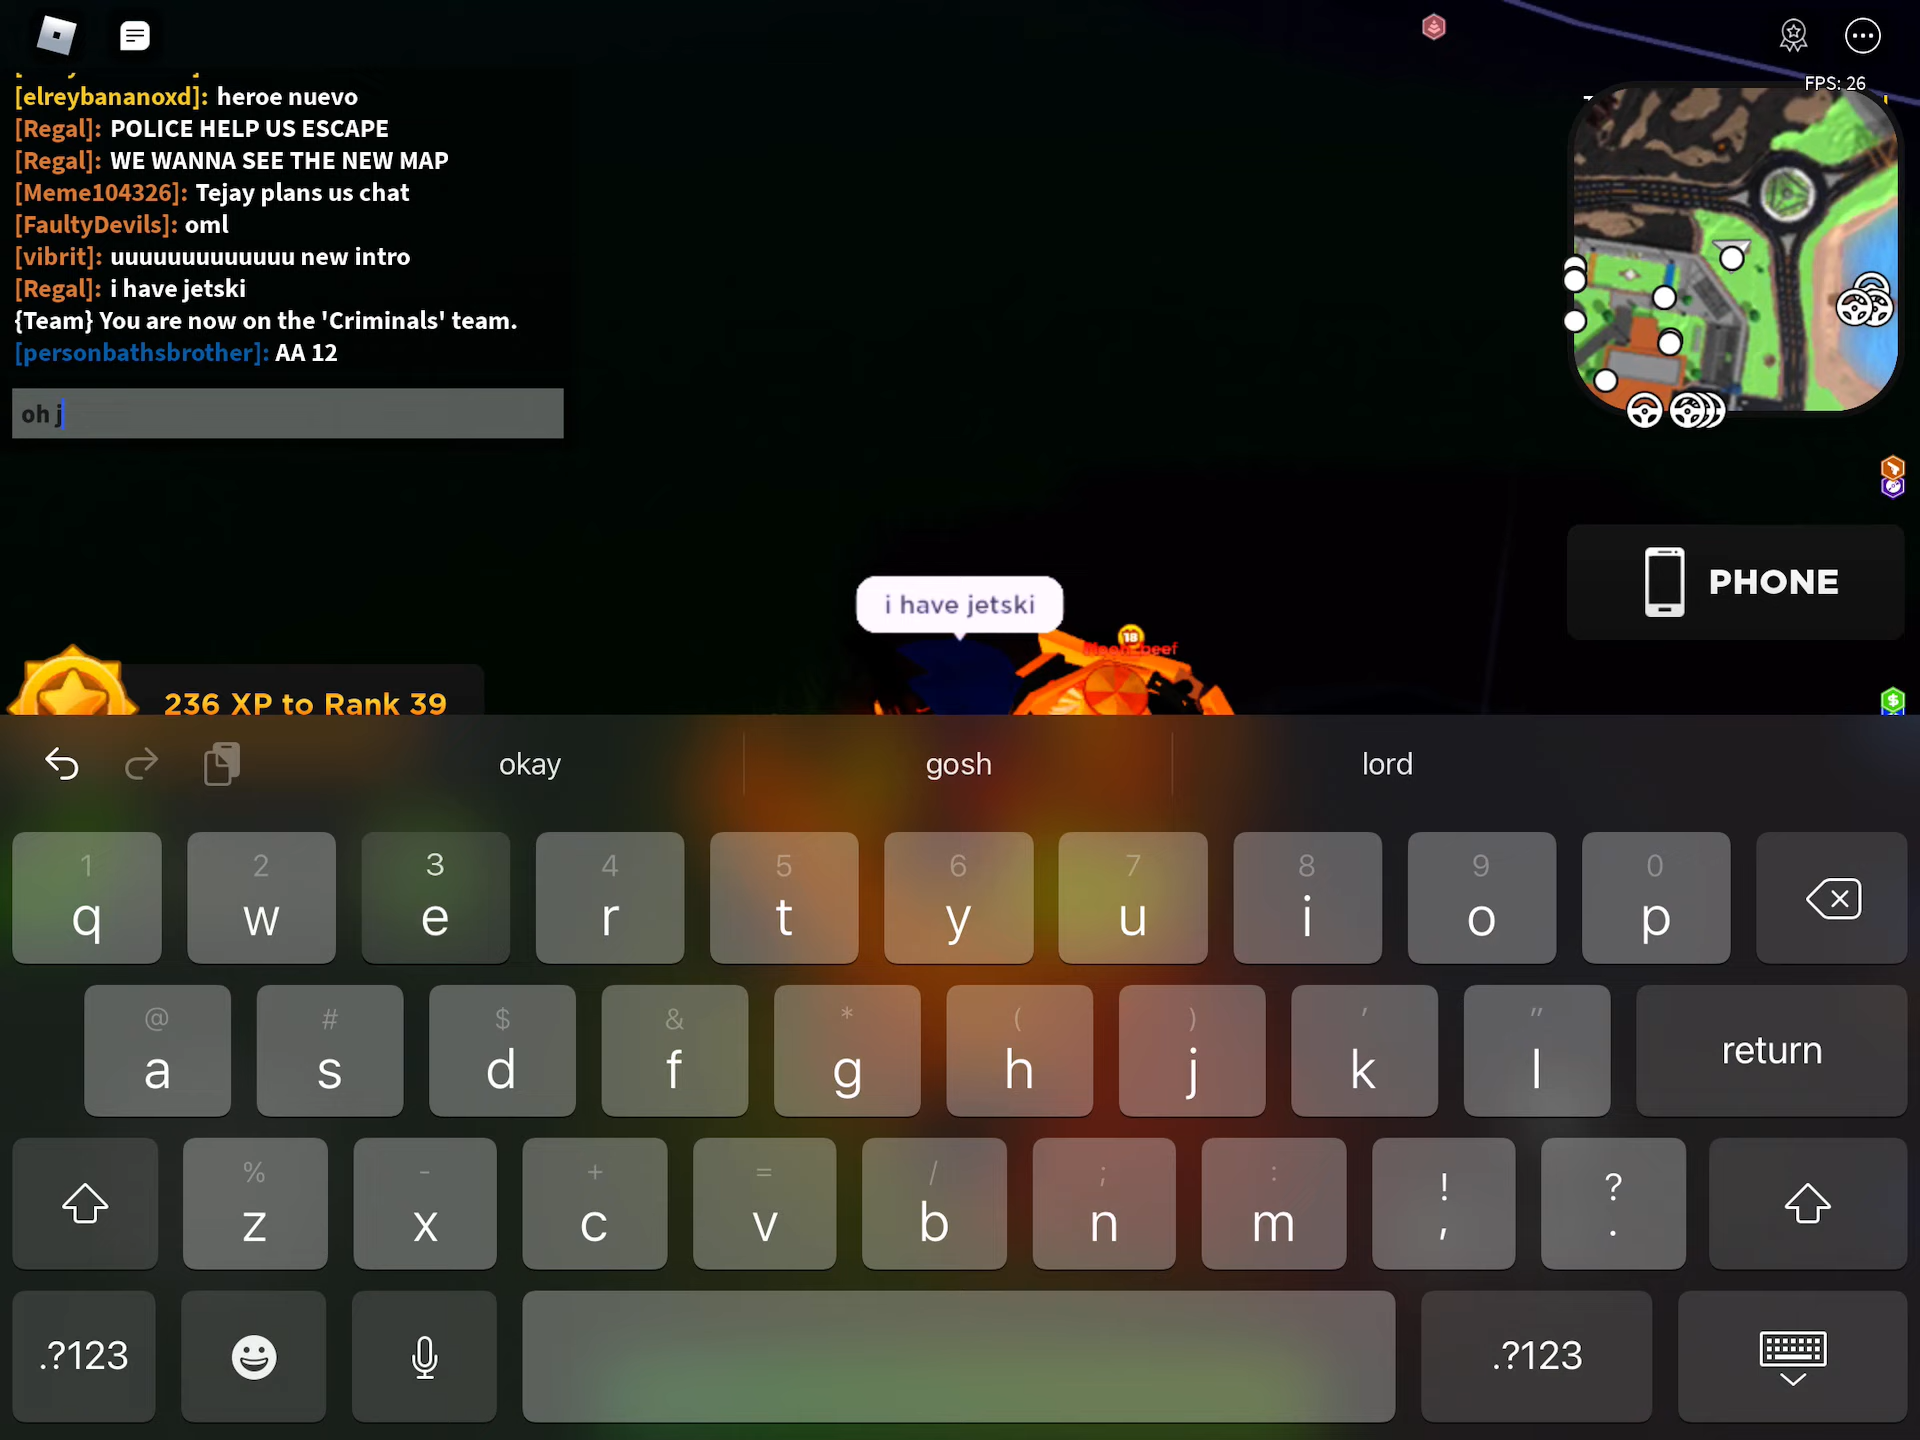 FPS: 26
[elreybananoxd]: heroe nuevo
[Regal]: POLICE HELP US ESCAPE
[Regal]: WE WANNA SEE THE NEW MAP
[Meme104326]: Tejay plans us chat
[FaultyDevils]: oml
[vibrit]: uuuuuuuuuuuuu new intro
[Regal]: i have jetski
{Team} You are now on the 'Criminals' team.
[personbathsbrother]: AA 12
oh j
PHONE
i have jetski
18
236 XP to Rank 39
okay gosh lord
1 2 3 4 5 6 7 8 9 0
q w e r t y u i o p
@ # $ & * ( ) ' "
a s d f g h j k l return
% - + = / ; : ! ?
z x c v b n m , .
.?123 .?123